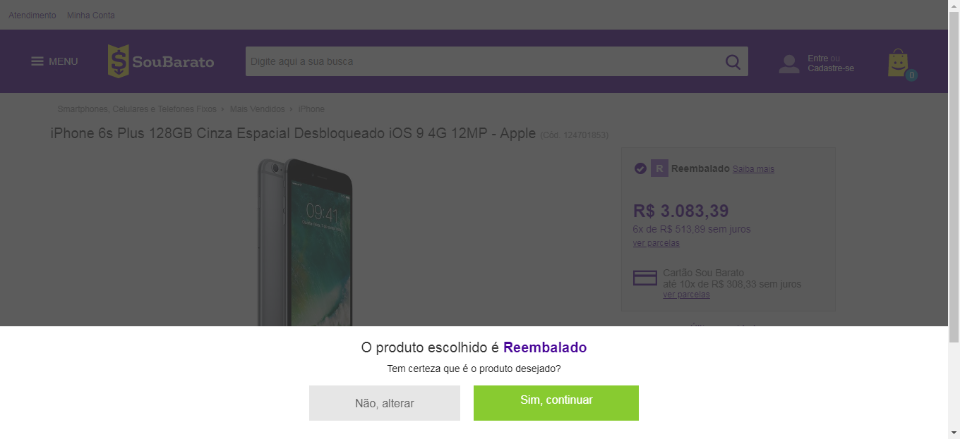 Atendimento Minha Conta
MENU
SouBarato
Digite aqui a sua busca
Entre ou
Cadastre-se
0
Smartphones, Celulares e Telefones Fixos > Mais Vendidos > iPhone
iPhone 6s Plus 128GB Cinza Espacial Desbloqueado iOS 9 4G 12MP - Apple
09:41
R Reembalado Saiba mais
R$ 3.083,39
6x de R$ 513,89 sem juros
ver parcelas
Cartão Sou Barato
até 10x de R$ 308,33 sem juros
ver parcelas
O produto escolhido é Reembalado
Tem certeza que é o produto desejado?
Não, alterar
Sim, continuar